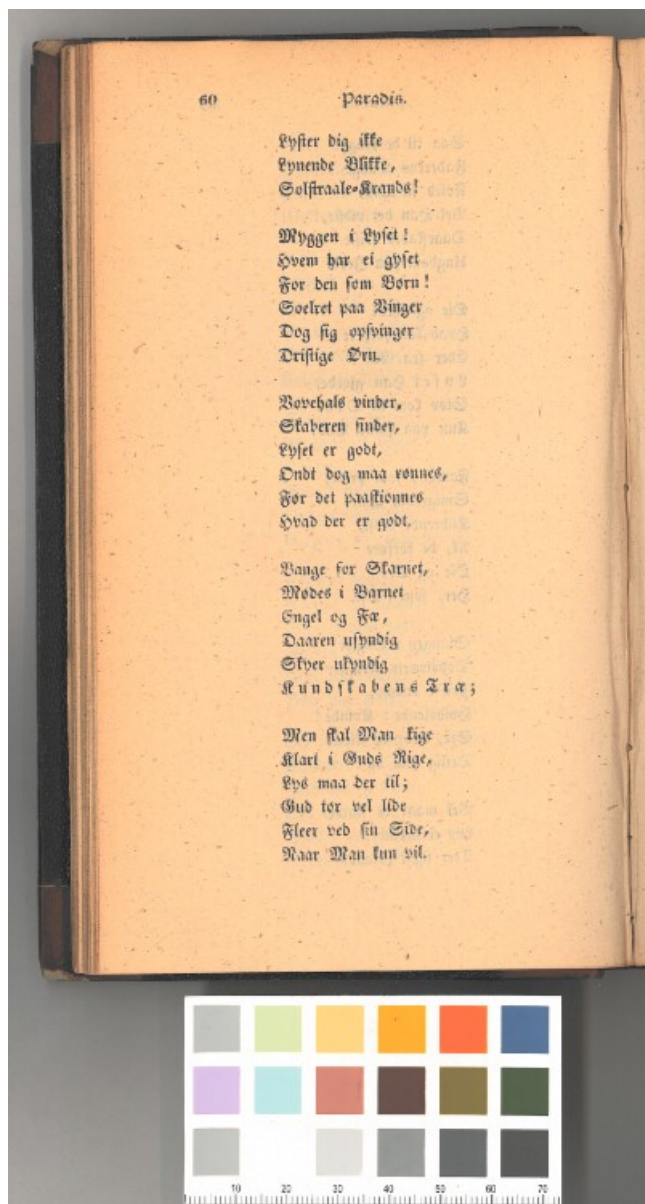 60 Paradis.
Lyster dig ikke
Lynende Blikke,
Solstraale-Krands!
Myggen i Lyset!
Hvem har ei gyset
For den som Børn!
Soelret paa Vinger
Dog sig opsvinger
Dristige Ørn.
Vovehals vinder,
Skaberen finder,
Lyset er godt,
Ondt dog maa rønnes,
Før det paaskiønnes
Hvad der er godt.
Bange for Skarnet,
Mødes i Barnet
Engel og Fæ,
Daaren usyndig
Skyer ukyndig
Kundskabens Træ;
Men skal Man kige
Klart i Guds Rige,
Lys maa der til;
Gud tør vel lide
Fleer ved sin Side,
Naar Man kun vil.
10 20 30 40 50 60 70